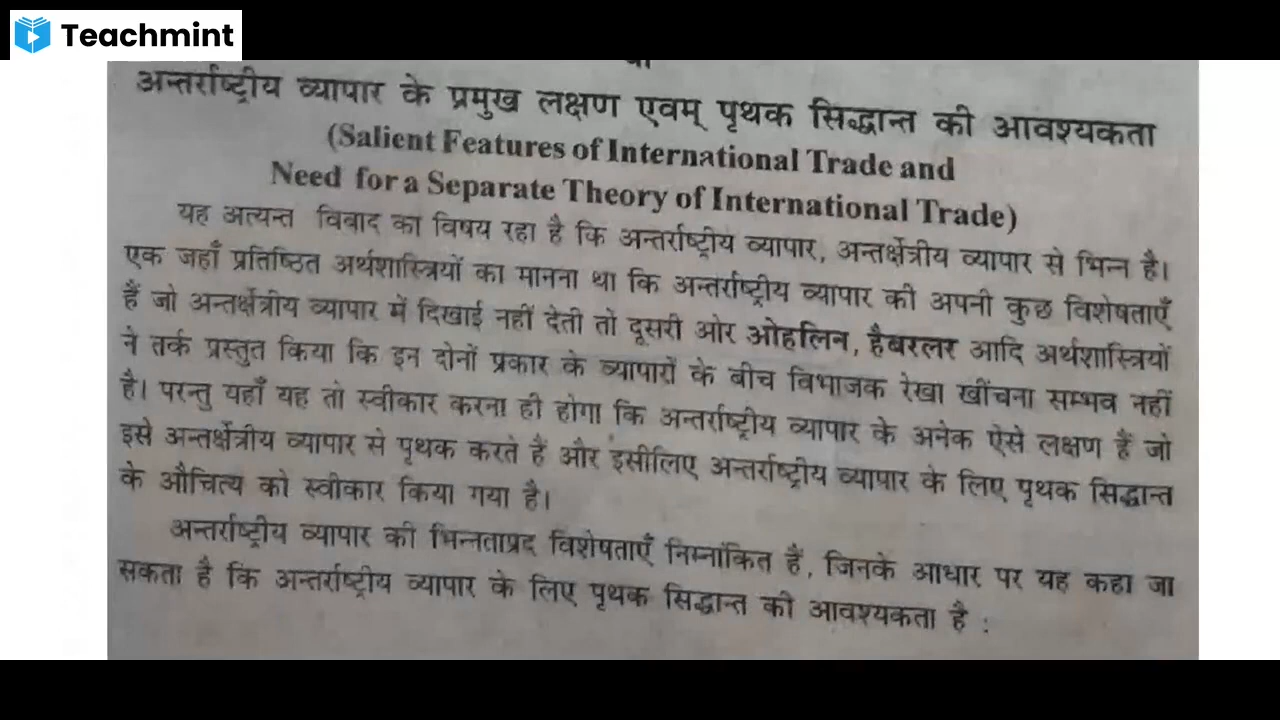 Teachmint
या
अन्तर्राष्ट्रीय व्यापार के प्रमुख लक्षण एवम् पृथक सिद्धान्त की आवश्यकता
(Salient Features of International Trade and
Need for a Separate Theory of International Trade)
यह अत्यन्त विवाद का विषय रहा है कि अन्तर्राष्ट्रीय व्यापार, अन्तर्क्षेत्रीय व्यापार से भिन्न है।
एक जहाँ प्रतिष्ठित अर्थशास्त्रियों का मानना था कि अन्तर्राष्ट्रीय व्यापार की अपनी कुछ विशेषताएँ
हैं जो अन्तर्क्षेत्रीय व्यापार में दिखाई नहीं देती तो दूसरी ओर ओहलिन, हैबरलर आदि अर्थशास्त्रियों
ने तर्क प्रस्तुत किया कि इन दोनों प्रकार के व्यापारों के बीच विभाजक रेखा खींचना सम्भव नहीं
है। परन्तु यहाँ यह तो स्वीकार करना ही होगा कि अन्तर्राष्ट्रीय व्यापार के अनेक ऐसे लक्षण हैं जो
इसे अन्तर्क्षेत्रीय व्यापार से पृथक करते हैं और इसीलिए अन्तर्राष्ट्रीय व्यापार के लिए पृथक सिद्धान्त
के औचित्य को स्वीकार किया गया है।
अन्तर्राष्ट्रीय व्यापार की भिन्नताप्रद विशेषताएँ निम्नांकित हैं, जिनके आधार पर यह कहा जा
सकता है कि अन्तर्राष्ट्रीय व्यापार के लिए पृथक सिद्धान्त की आवश्यकता है :